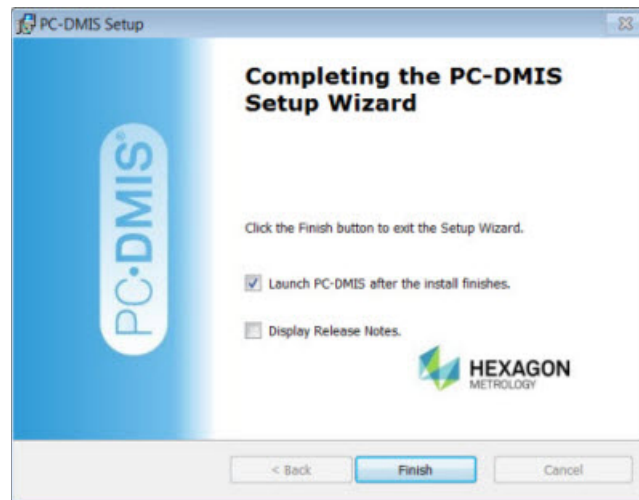 PC-DMIS Setup
Completing the PC-DMIS
Setup Wizard
PC•DMIS®
Click the Finish button to exit the Setup Wizard.
Launch PC-DMIS after the install finishes.
Display Release Notes.
HEXAGON
METROLOGY
< Back
Finish
Cancel